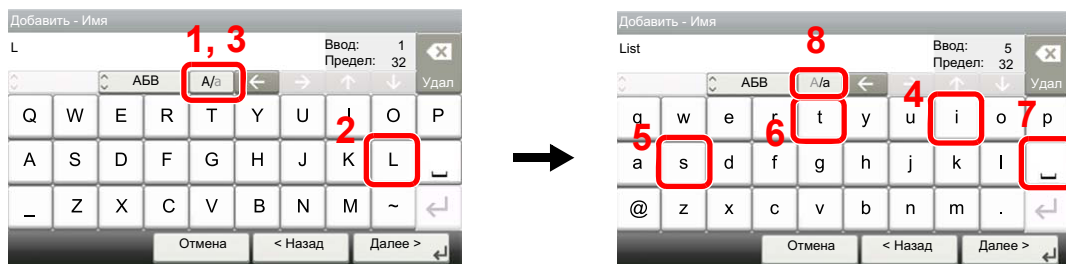 Добавить - Имя
L
Ввод: 1
Предел: 32
1, 3
АБВ
A/a
Удал
Q W E R T Y U I O P
2
A S D F G H J K L
_ Z X C V B N M ~
Отмена
< Назад
Далее >
Добавить - Имя
List
Ввод: 5
Предел: 32
8
АБВ
A/a
Удал
4
q w e r t y u i o p
5
6
7
a s d f g h j k l
@ z x c v b n m .
Отмена
< Назад
Далее >